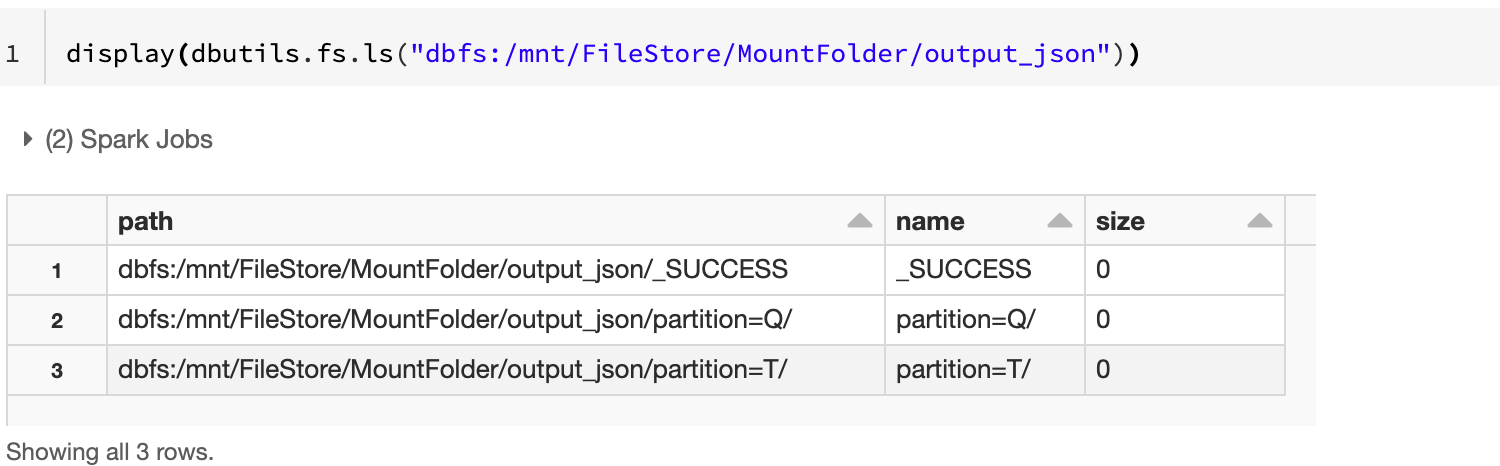 1 display(dbutils.fs.ls("dbfs:/mnt/FileStore/MountFolder/output_json"))
(2) Spark Jobs
path name size
1 dbfs:/mnt/FileStore/MountFolder/output_json/_SUCCESS _SUCCESS 0
2 dbfs:/mnt/FileStore/MountFolder/output_json/partition=Q/ partition=Q/ 0
3 dbfs:/mnt/FileStore/MountFolder/output_json/partition=T/ partition=T/ 0
Showing all 3 rows.